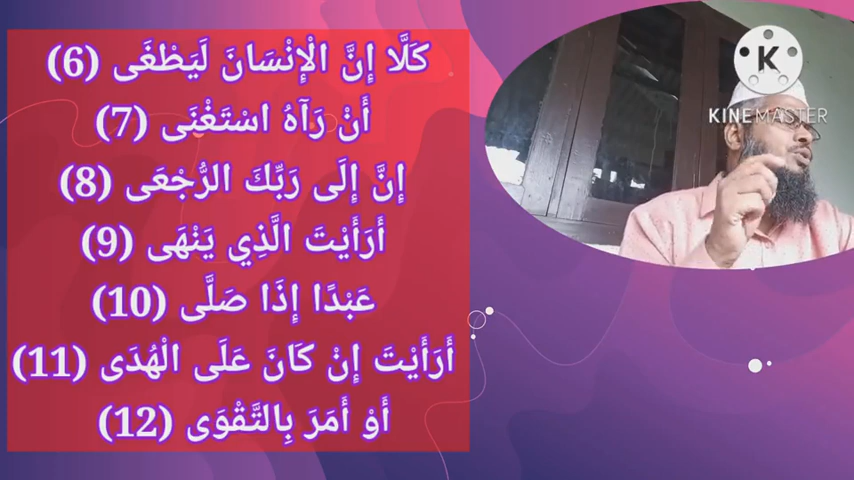 كَلَّا إِنَّ الْإِنْسَانَ لَيَطْغَى (6)
أَنْ رَآهُ اسْتَغْنَى (7)
إِنَّ إِلَى رَبِّكَ الرُّجْعَى (8)
أَرَأَيْتَ الَّذِي يَنْهَى (9)
عَبْدًا إِذَا صَلَّى (10)
أَرَأَيْتَ إِنْ كَانَ عَلَى الْهُدَى (11)
أَوْ أَمَرَ بِالتَّقْوَى (12)
K
KINEMASTER